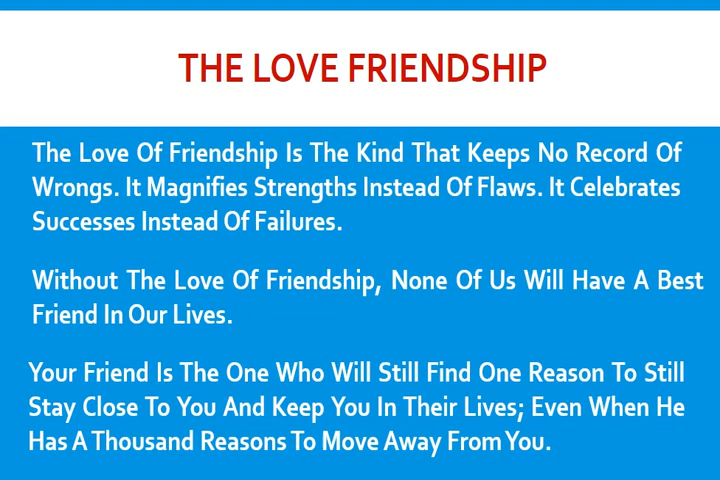 THE LOVE FRIENDSHIP
The Love Of Friendship Is The Kind That Keeps No Record Of
Wrongs. It Magnifies Strengths Instead Of Flaws. It Celebrates
Successes Instead Of Failures.
Without The Love Of Friendship, None Of Us Will Have A Best
Friend In Our Lives.
Your Friend Is The One Who Will Still Find One Reason To Still
Stay Close To You And Keep You In Their Lives; Even When He
Has A Thousand Reasons To Move Away From You.